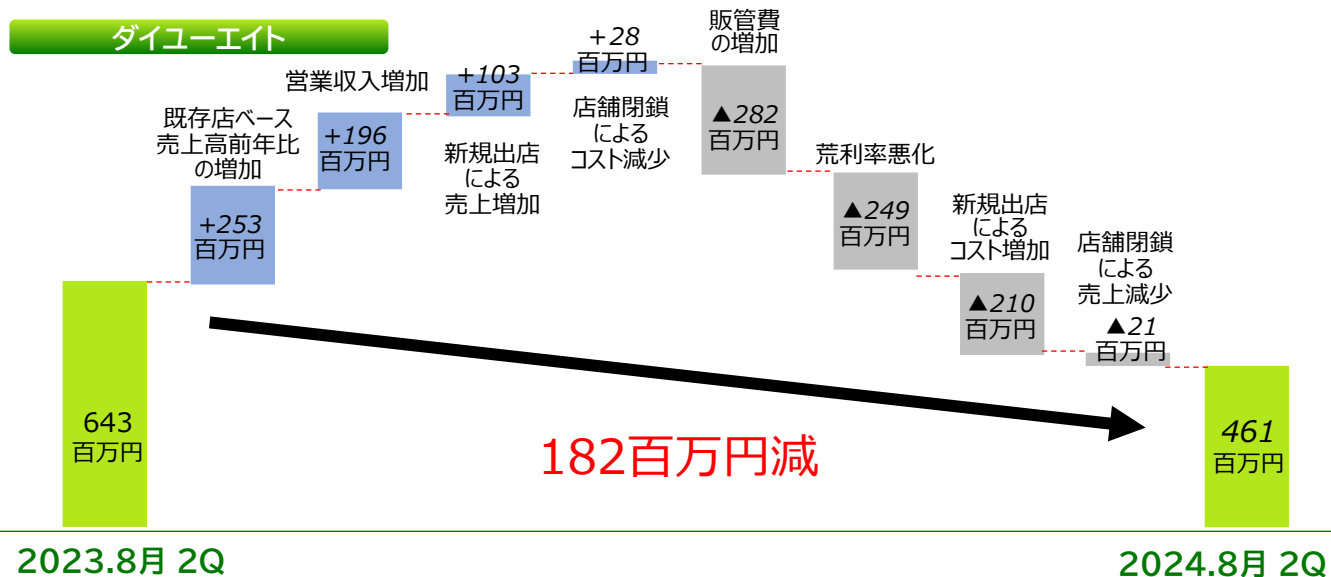 ダイユーエイト
643
百万円
既存店ベース
売上高前年比
の増加
+253
百万円
営業収入増加
+196
百万円
+103
百万円
新規出店
による
売上増加
+28
百万円
店舗閉鎖
による
コスト減少
販管費
の増加
▲282
百万円
荒利率悪化
▲249
百万円
新規出店
による
コスト増加
▲210
百万円
店舗閉鎖
による
売上減少
▲21
百万円
461
百万円
182百万円減
2023.8月 2Q
2024.8月 2Q